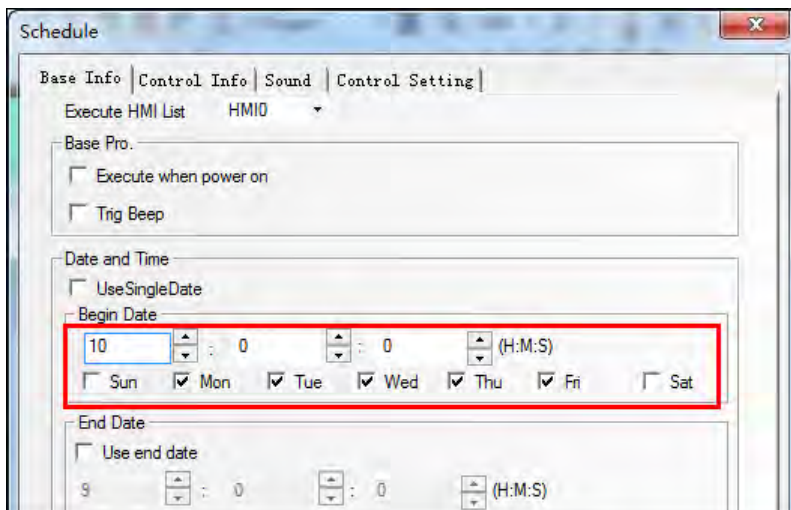 Schedule
Base Info Control Info Sound Control Setting
Execute HMI List HMI0
Base Pro.
Execute when power on
Trig Beep
Date and Time
UseSingleDate
Begin Date
10 : 0 : 0 (H:M:S)
Sun Mon Tue Wed Thu Fri Sat
End Date
Use end date
9 : 0 : 0 (H:M:S)